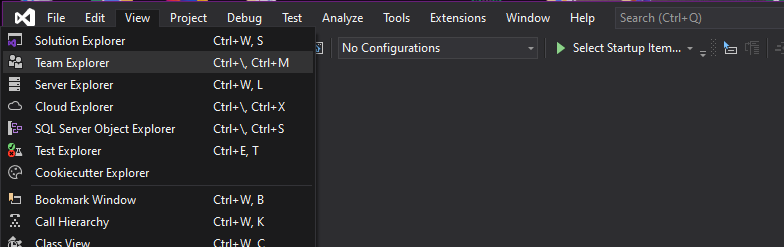 File Edit View Project Debug Test Analyze Tools Extensions Window Help Search (Ctrl+Q)
No Configurations Select Startup Item...
Solution Explorer Ctrl+W, S
Team Explorer Ctrl+\, Ctrl+M
Server Explorer Ctrl+W, L
Cloud Explorer Ctrl+\, Ctrl+X
SQL Server Object Explorer Ctrl+\, Ctrl+S
Test Explorer Ctrl+E, T
Cookiecutter Explorer
Bookmark Window Ctrl+W, B
Call Hierarchy Ctrl+W, K
Class View Ctrl+W, C